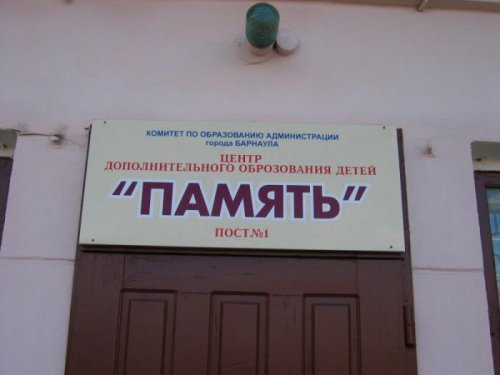 КОМИТЕТ ПО ОБРАЗОВАНИЮ АДМИНИСТРАЦИИ
города БАРНАУЛА
ЦЕНТР
ДОПОЛНИТЕЛЬНОГО ОБРОЗОВАНИЯ ДЕТЕЙ
"ПАМЯТЬ"
ПОСТ№1